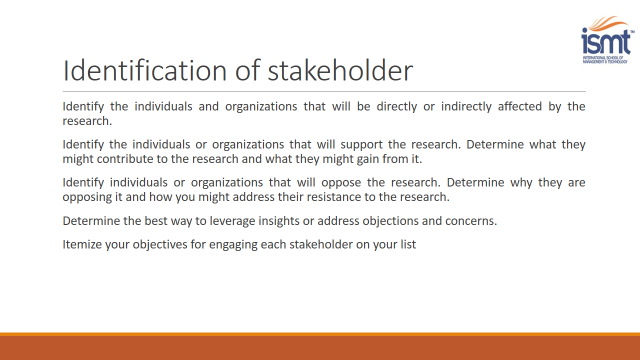 ismt
TM
INTERNATIONAL SCHOOL OF
MANAGEMENT & TECHNOLOGY
Identification of stakeholder
Identify the individuals and organizations that will be directly or indirectly affected by the
research.
Identify the individuals or organizations that will support the research. Determine what they
might contribute to the research and what they might gain from it.
Identify individuals or organizations that will oppose the research. Determine why they are
opposing it and how you might address their resistance to the research.
Determine the best way to leverage insights or address objections and concerns.
Itemize your objectives for engaging each stakeholder on your list